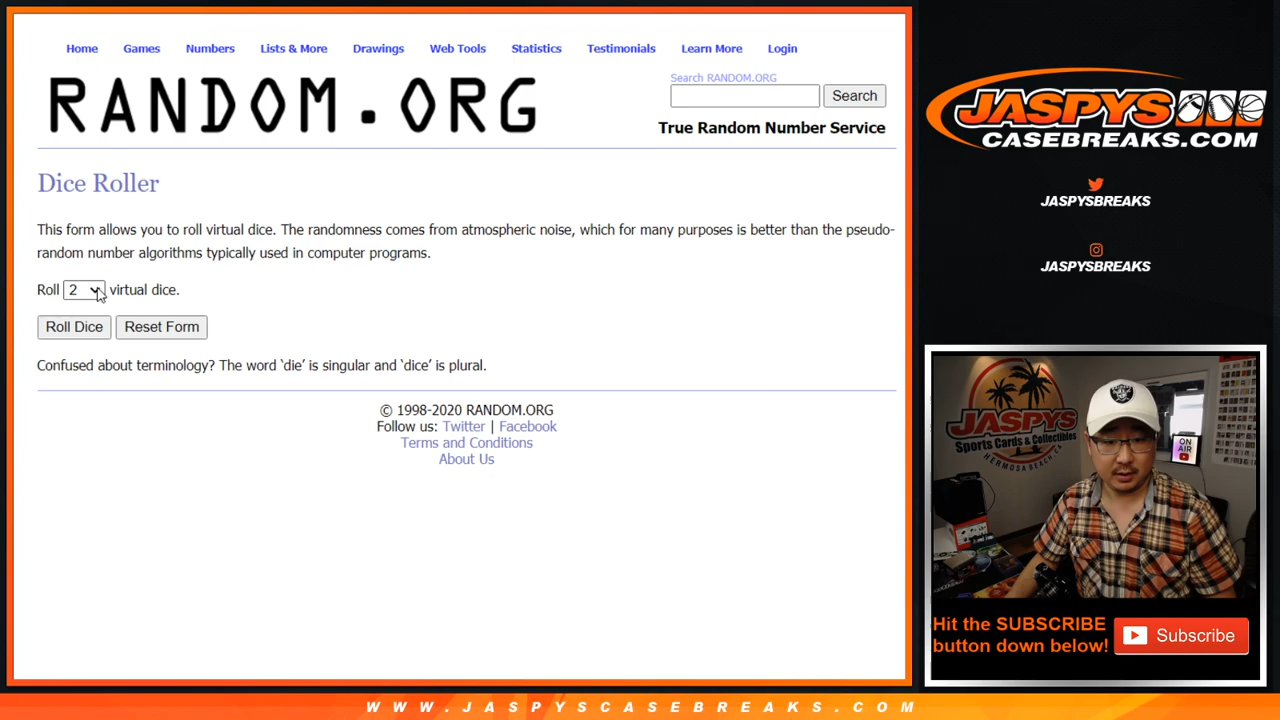 Home Games Numbers Lists & More Drawings Web Tools Statistics Testimonials Learn More Login
RANDOM.ORG
Search RANDOM.ORG
Search
True Random Number Service
Dice Roller
This form allows you to roll virtual dice. The randomness comes from atmospheric noise, which for many purposes is better than the pseudo-
random number algorithms typically used in computer programs.
Roll 2 virtual dice.
Roll Dice Reset Form
Confused about terminology? The word ‘die’ is singular and ‘dice’ is plural.
© 1998-2020 RANDOM.ORG
Follow us: Twitter | Facebook
Terms and Conditions
About Us
JASPYS
CASEBREAKS.COM
JASPYSBREAKS
JASPYSBREAKS
JASPYS
Sports Cards & Collectibles
HERMOSA BEACH, CA
ON
AIR
Hit the SUBSCRIBE
button down below!
Subscribe
WWW.JASPYSCASEBREAKS.COM